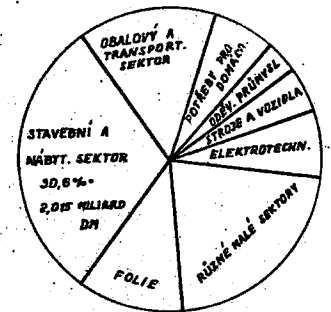 OBALOVÝ A
TRANSPORT.
SEKTOR
POTŘEBY PRO
DOMÁCN.
ODĚV. PRŮMYSL
STROJE A VOZIDLA
ELEKTROTECHN.
STAVEBNÍ A
NÁBYT. SEKTOR
30,6 %
2,015 MILIARD
DM
FOLIE
RŮZNÉ MALÉ SEKTORY